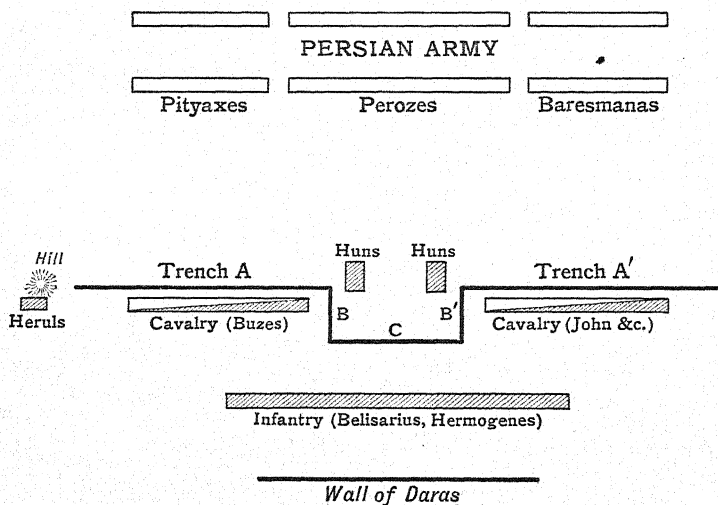 PERSIAN ARMY
Pityaxes Perozes Baresmanas
Hill
Huns Huns
Trench A Trench A′
Heruls
B B′
Cavalry (Buzes) C Cavalry (John &c.)
Infantry (Belisarius, Hermogenes)
Wall of Daras